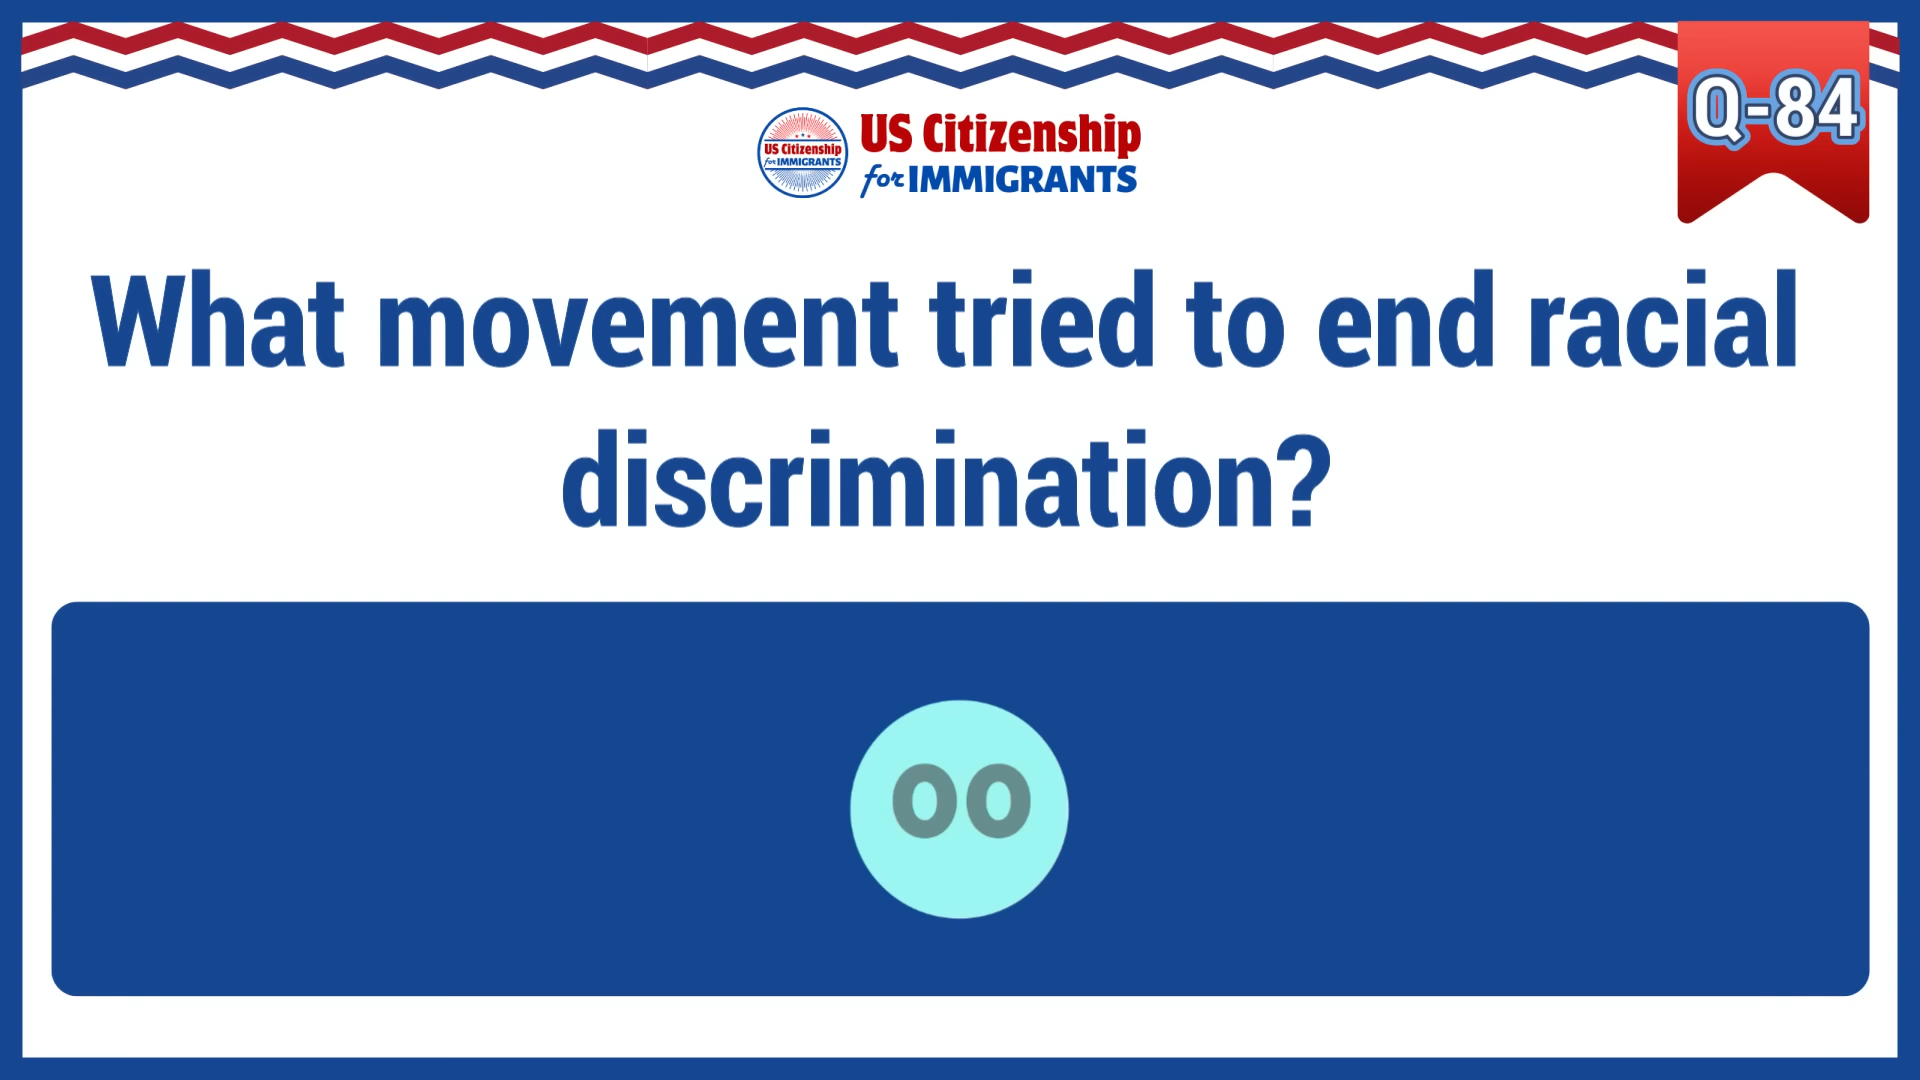 Q-84
US Citizenship
for IMMIGRANTS
US Citizenship
for IMMIGRANTS
What movement tried to end racial
discrimination?
00